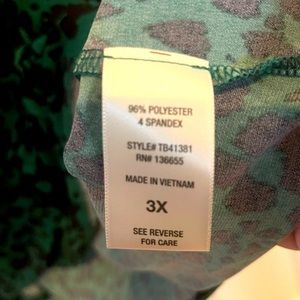 96% POLYESTER
4 SPANDEX
STYLE# TB41381
RN# 136655
MADE IN VIETNAM
3X
SEE REVERSE
FOR CARE